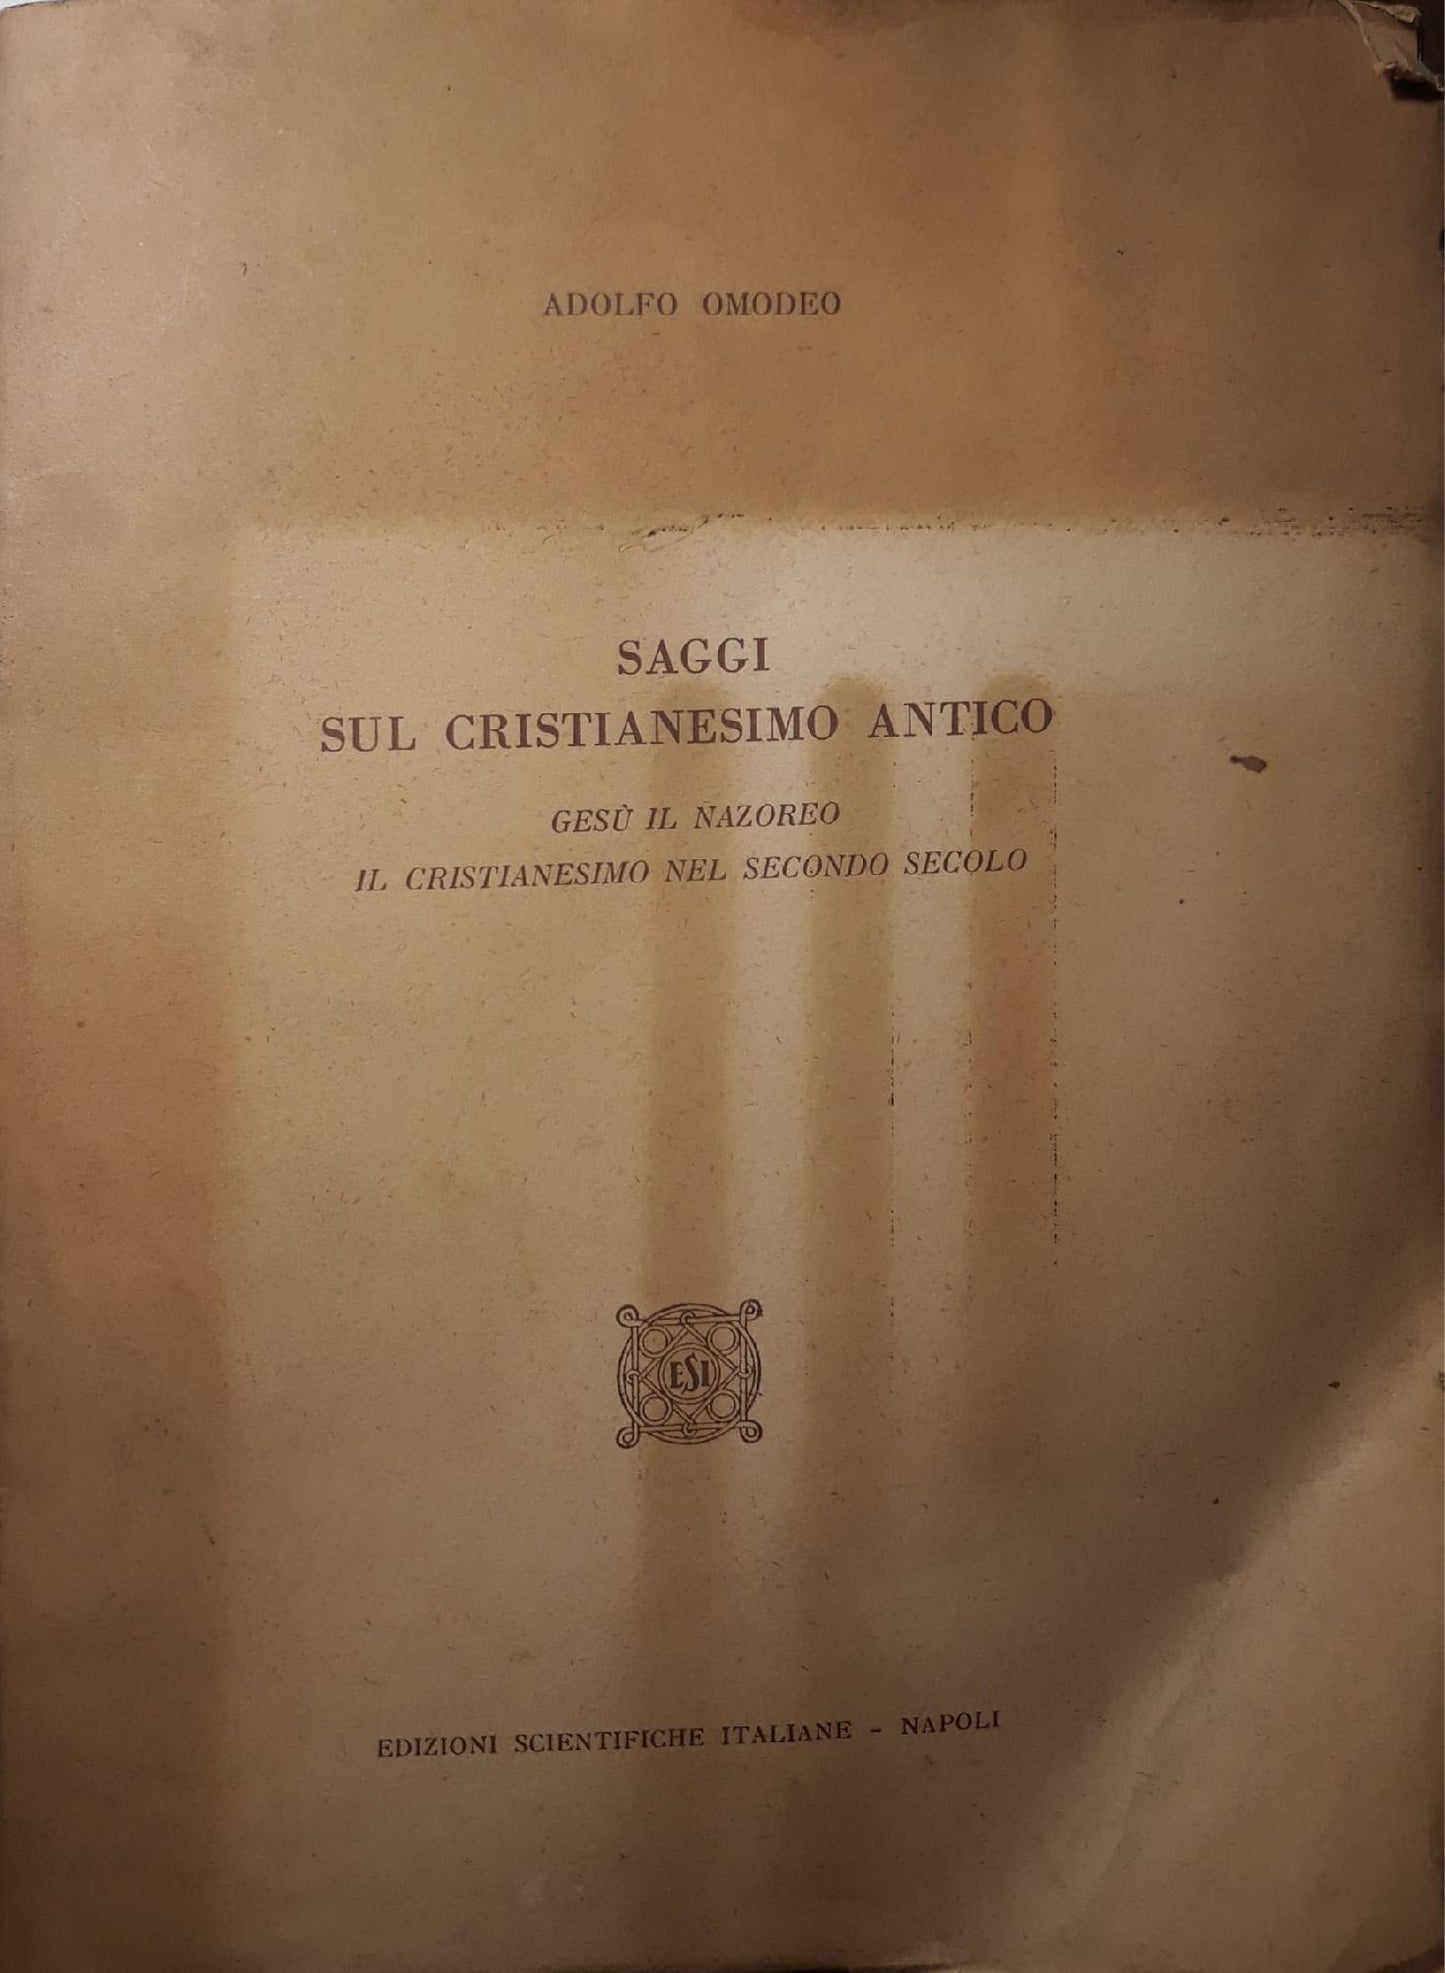 ADOLFO OMODEO
SAGGI
SUL CRISTIANESIMO ANTICO
GESÙ IL NAZOREO
IL CRISTIANESIMO NEL SECONDO SECOLO
ESI
EDIZIONI SCIENTIFICHE ITALIANE - NAPOLI